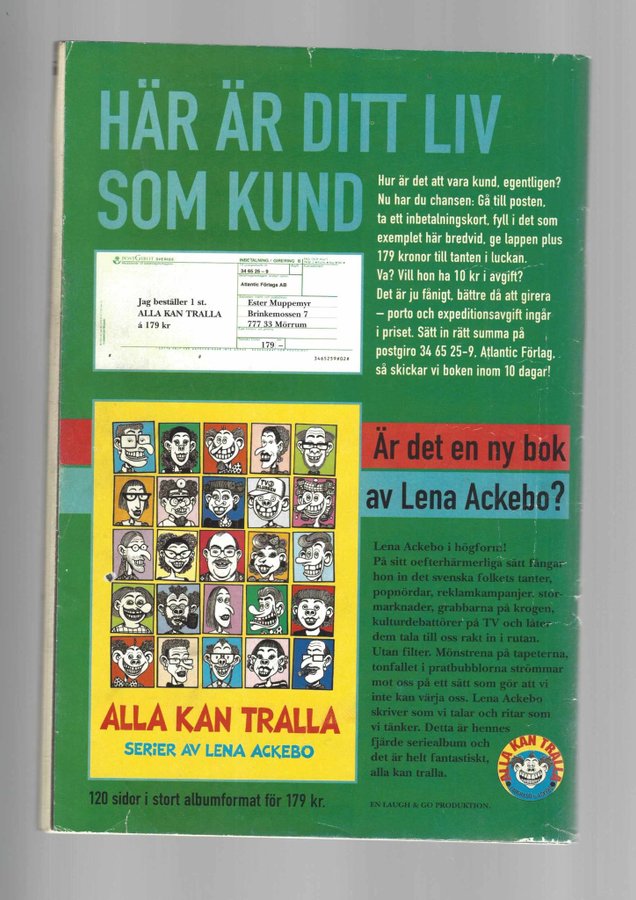 HÄR ÄR DITT LIV
SOM KUND
Hur är det att vara kund, egentligen?
Nu har du chansen: Gå till posten,
ta ett inbetalningskort, fyll i det som
exemplet här bredvid, ge lappen plus
179 kronor till tanten i luckan.
Va? Vill hon ha 10 kr i avgift?
Det är ju fånigt, bättre då att girera
– porto och expeditionsavgift ingår
i priset. Sätt in rätt summa på
postgiro 34 65 25-9, Atlantic Förlag,
så skickar vi boken inom 10 dagar!
POSTGIROT SVERIGE
INBETALNING / GIRERING B
34 65 25 – 9
Atlantic Förlags AB
Jag beställer 1 st.
ALLA KAN TRALLA
á 179 kr
Ester Muppemyr
Brinkemossen 7
777 33 Mörrum
179 –
3465259#02#
Är det en ny bok
av Lena Ackebo?
Lena Ackebo i högform!
På sitt oefterhärmerliga sätt fångar
hon in det svenska folkets tanter,
popnördar, reklamkampanjer, stor-
marknader, grabbarna på krogen,
kulturdebattörer på TV och låter
dem tala till oss rakt in i rutan.
Utan filter. Mönstrena på tapeterna,
tonfallet i pratbubblorna strömmar
mot oss på ett sätt som gör att vi
inte kan värja oss. Lena Ackebo
skriver som vi talar och ritar som
vi tänker. Detta är hennes
fjärde seriealbum och
det är helt fantastiskt,
alla kan tralla.
ALLA KAN TRALLA
SERIER AV LENA ACKEBO
ALLA KAN TRALLA
120 sidor i stort albumformat för 179 kr.
EN LAUGH & GO PRODUKTION.